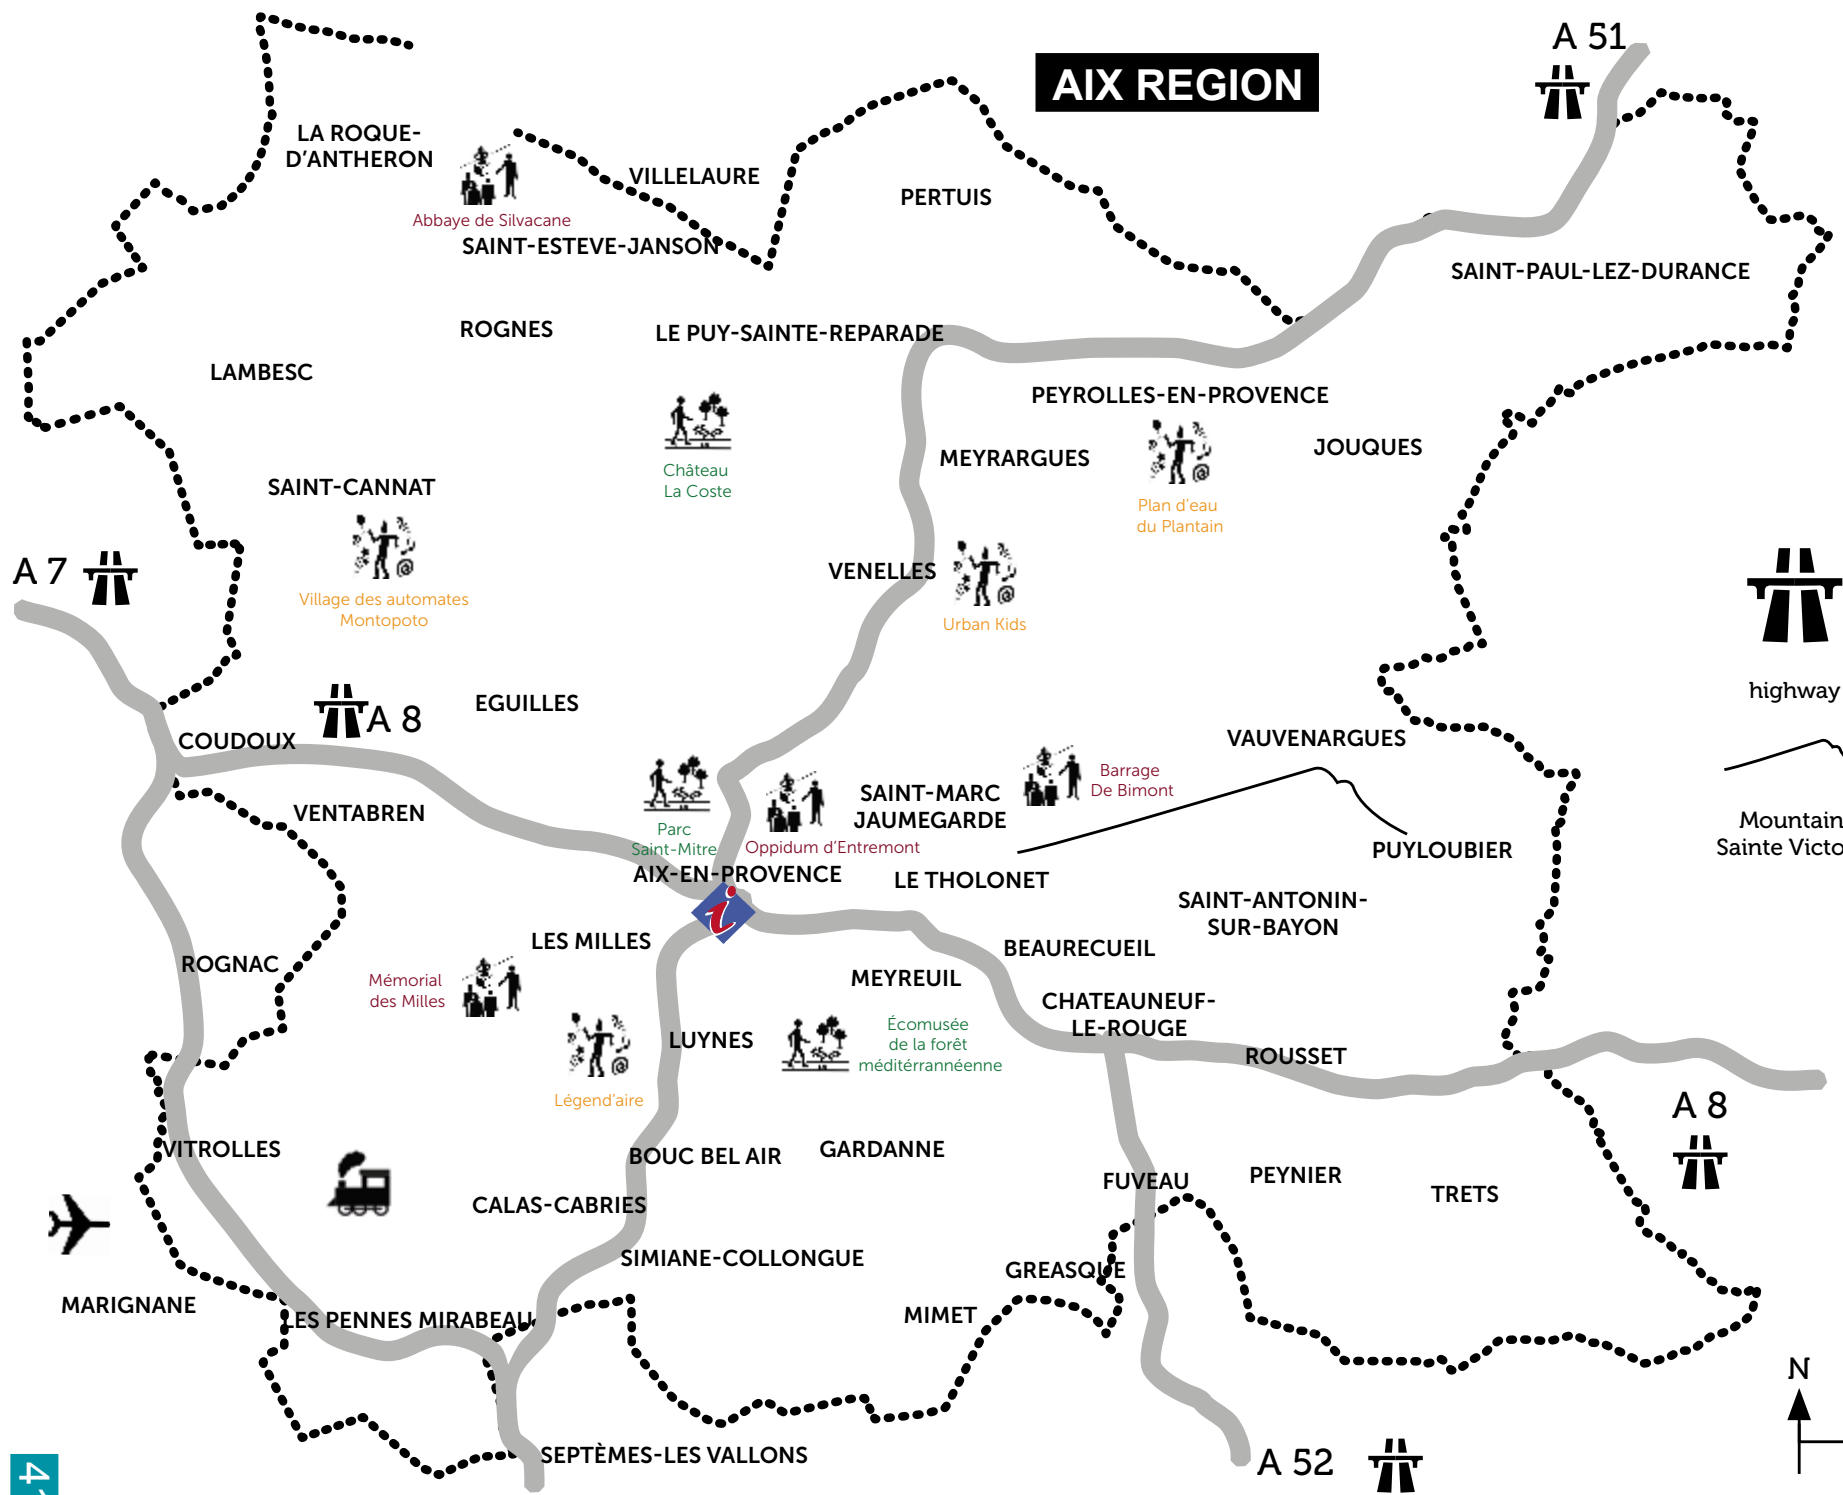 AIX REGION
A 51
LA ROQUE-
D'ANTHERON
VILLELAURE
PERTUIS
Abbaye de Silvacane
SAINT-ESTEVE-JANSON
SAINT-PAUL-LEZ-DURANCE
ROGNES
LE PUY-SAINTE-REPARADE
LAMBESC
PEYROLLES-EN-PROVENCE
MEYRARGUES
JOUQUES
Château
La Coste
SAINT-CANNAT
Plan d'eau
du Plantain
A 7
VENELLES
Village des automates
Montopoto
Urban Kids
highway
EGUILLES
A 8
COUDOUX
VAUVENARGUES
Barrage
De Bimont
SAINT-MARC
JAUMEGARDE
VENTABREN
Parc
Saint-Mitre
Oppidum d'Entremont
Mountain
Sainte Victo
PUYLOUBIER
AIX-EN-PROVENCE
LE THOLONET
SAINT-ANTONIN-
SUR-BAYON
i
LES MILLES
BEAURECUEIL
ROGNAC
Mémorial
des Milles
MEYREUIL
CHATEAUNEUF-
LE-ROUGE
LUYNES
Écomusée
de la forêt
méditérrannéenne
ROUSSET
Légend'aire
A 8
VITROLLES
BOUC BEL AIR
GARDANNE
FUVEAU
PEYNIER
TRETS
CALAS-CABRIES
SIMIANE-COLLONGUE
GREASQUE
MARIGNANE
LES PENNES MIRABEAU
MIMET
N
SEPTÈMES-LES VALLONS
A 52
4